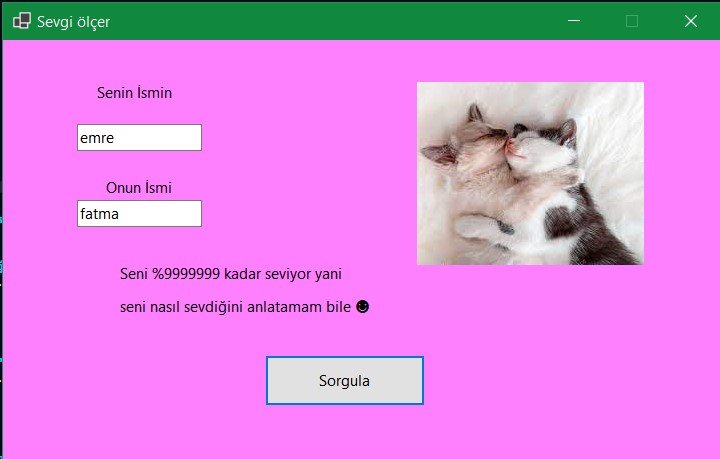 Sevgi ölçer
Senin İsmin
emre
Onun İsmi
fatma
Seni %9999999 kadar seviyor yani
seni nasıl sevdiğini anlatamam bile ☻
Sorgula